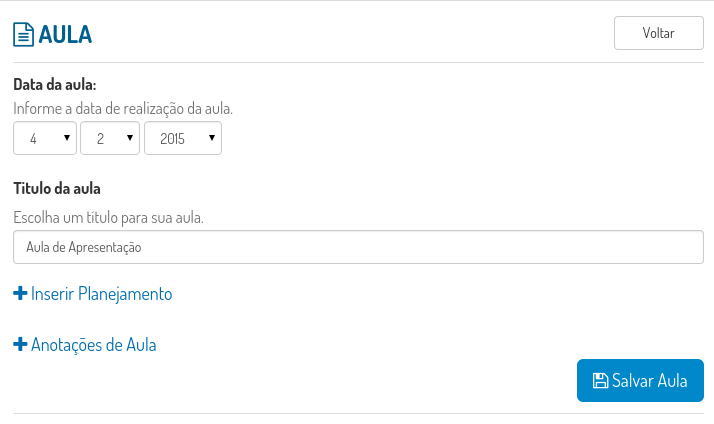 AULA
Voltar
Data da aula:
Informe a data de realização da aula.
4 2 2015
Titulo da aula
Escolha um título para sua aula.
Aula de Apresentação
Inserir Planejamento
Anotações de Aula
Salvar Aula